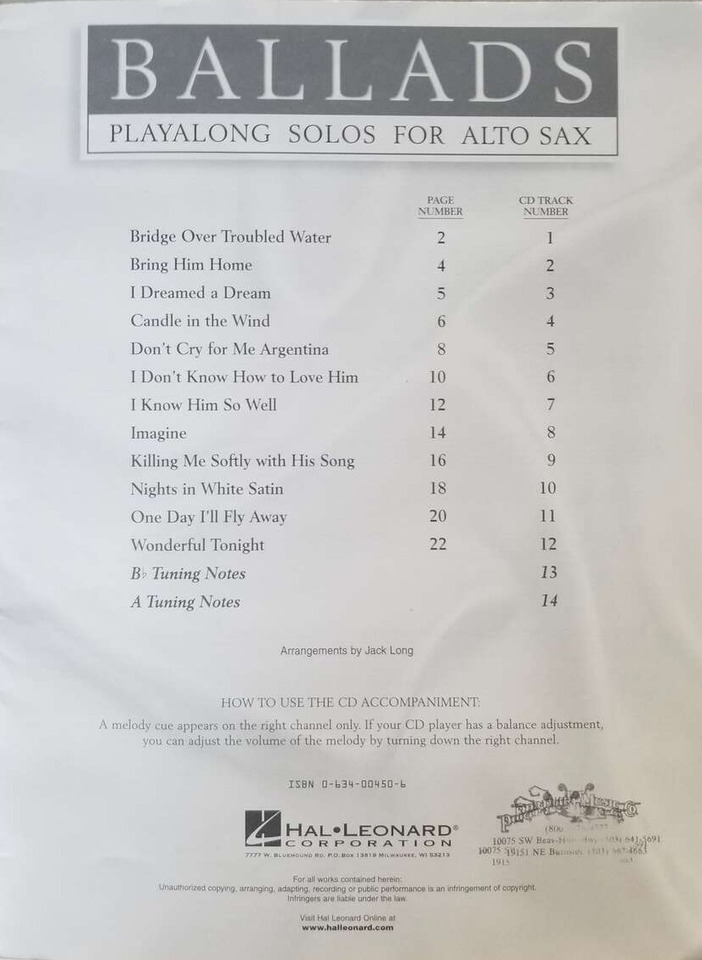 BALLADS
PLAYALONG SOLOS FOR ALTO SAX
PAGE NUMBER CD TRACK NUMBER
Bridge Over Troubled Water 2 1
Bring Him Home 4 2
I Dreamed a Dream 5 3
Candle in the Wind 6 4
Don't Cry for Me Argentina 8 5
I Don't Know How to Love Him 10 6
I Know Him So Well 12 7
Imagine 14 8
Killing Me Softly with His Song 16 9
Nights in White Satin 18 10
One Day I'll Fly Away 20 11
Wonderful Tonight 22 12
B♭ Tuning Notes 13
A Tuning Notes 14
Arrangements by Jack Long
HOW TO USE THE CD ACCOMPANIMENT:
A melody cue appears on the right channel only. If your CD player has a balance adjustment,
you can adjust the volume of the melody by turning down the right channel.
ISBN 0-634-00450-6
HAL•LEONARD®
CORPORATION
7777 W. BLUEMOUND RD. P.O. BOX 13819 MILWAUKEE, WI 53213
Music Co.
(800
10075 SW
10075 19151 NE
For all works contained herein:
Unauthorized copying, arranging, adapting, recording or public performance is an infringement of copyright.
Infringers are liable under the law.
Visit Hal Leonard Online at
www.halleonard.com